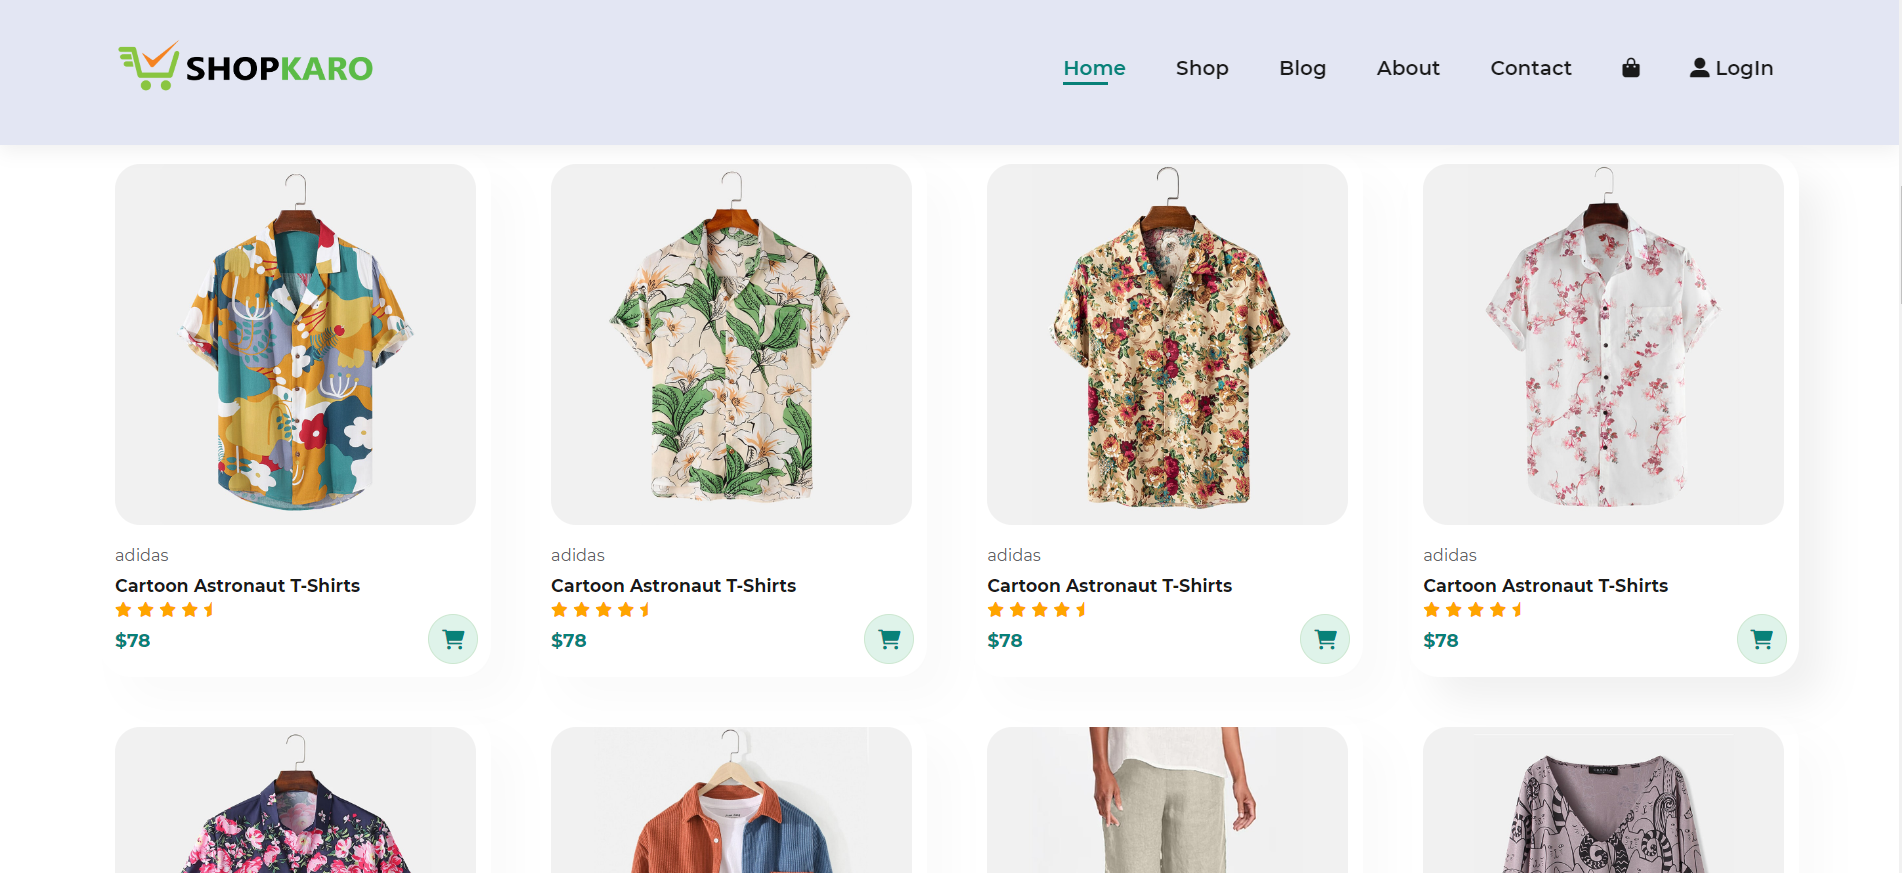 SHOPKARO
Home Shop Blog About Contact LogIn
adidas adidas adidas adidas
Cartoon Astronaut T-Shirts Cartoon Astronaut T-Shirts Cartoon Astronaut T-Shirts Cartoon Astronaut T-Shirts
$78 $78 $78 $78